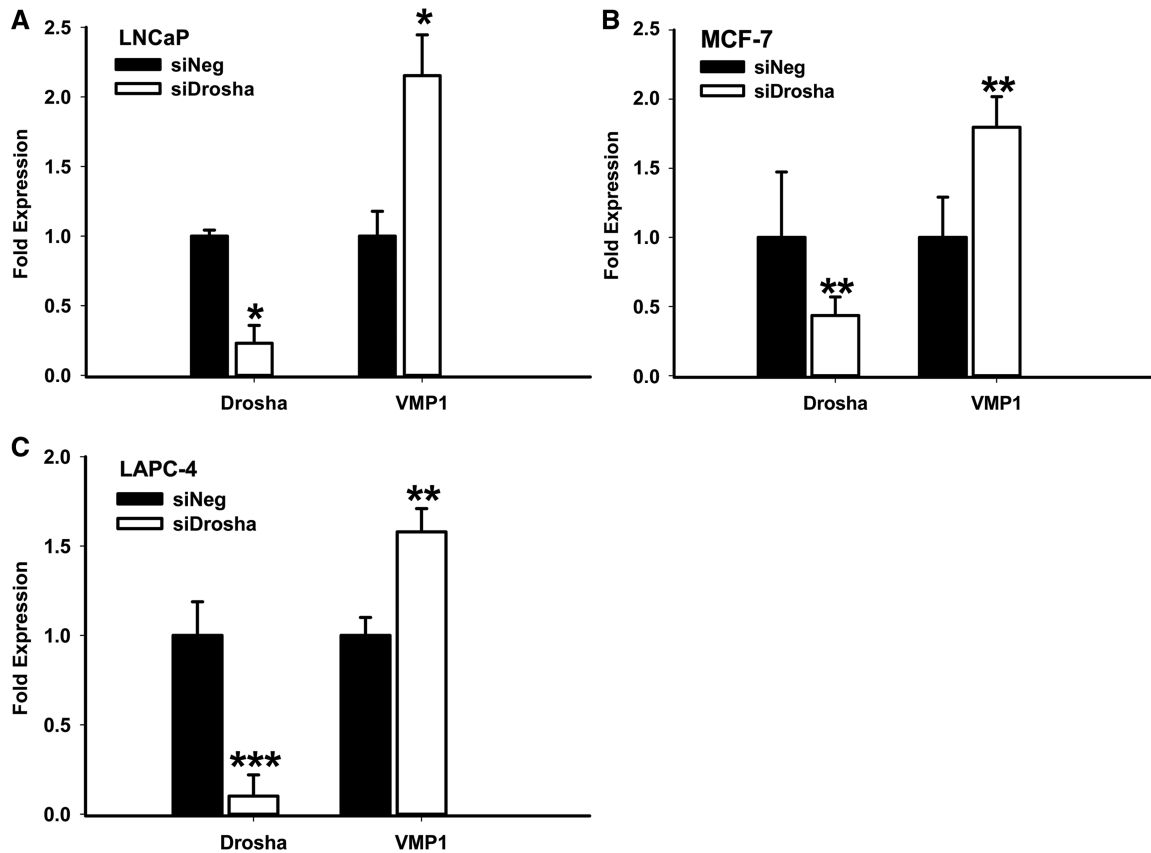 A
LNCaP
siNeg
siDrosha
Fold Expression
2.5
2.0
1.5
1.0
0.5
0.0
*
*
Drosha VMP1
B
MCF-7
siNeg
siDrosha
Fold Expression
2.5
2.0
1.5
1.0
0.5
0.0
**
**
Drosha VMP1
C
LAPC-4
siNeg
siDrosha
Fold Expression
2.0
1.5
1.0
0.5
0.0
***
**
Drosha VMP1